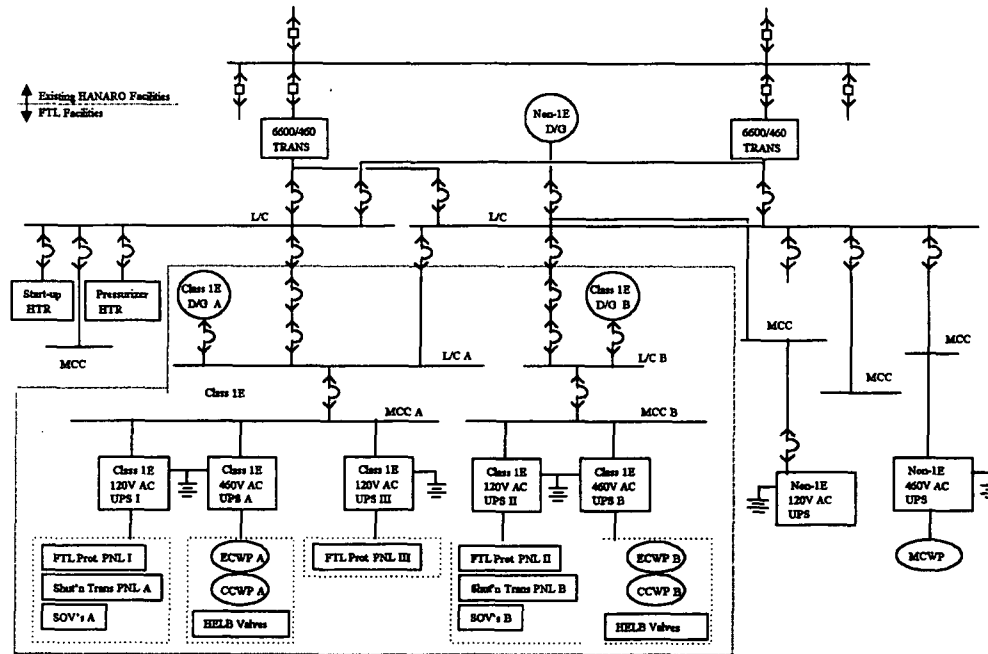 Existing HANARO Facilities
FTL Facilities
6600/460
TRANS
Non-1E
D/G
6600/460
TRANS
L/C
L/C
Start-up
HTR
Pressurizer
HTR
MCC
Class 1E
D/G A
Class 1E
D/G B
MCC
MCC
MCC
L/C A
L/C B
Class 1E
MCC A
MCC B
Class 1E
120V AC
UPS I
Class 1E
460V AC
UPS A
Class 1E
120V AC
UPS III
Class 1E
120V AC
UPS II
Class 1E
460V AC
UPS B
Non-1E
120V AC
UPS
Non-1E
460V AC
UPS
FTL Prot PNL I
Shut'n Trans PNL A
SOV's A
ECWP A
CCWP A
HELB Valves
FTL Prot PNL III
FTL Prot PNL II
Shut'n Trans PNL B
SOV's B
ECWP B
CCWP B
HELB Valves
MCWP